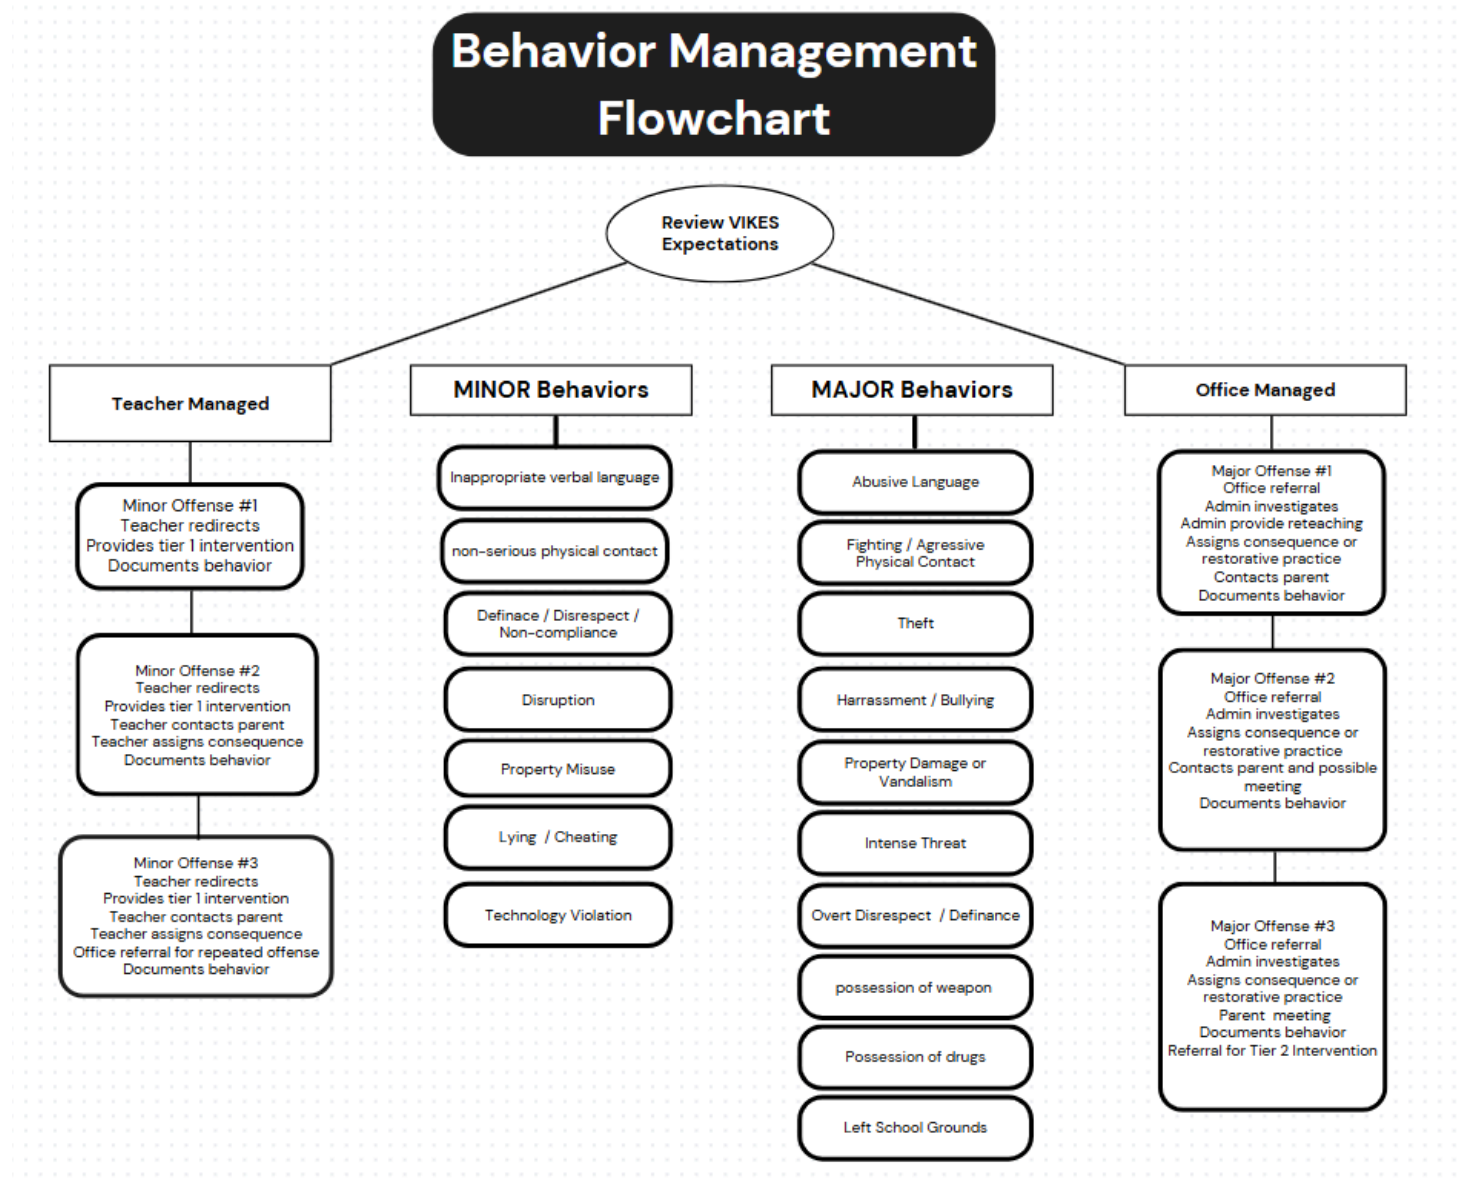 Behavior Management
Flowchart
Review VIKES
Expectations
Teacher Managed
Minor Offense #1
Teacher redirects
Provides tier 1 intervention
Documents behavior
Minor Offense #2
Teacher redirects
Provides tier 1 intervention
Teacher contacts parent
Teacher assigns consequence
Documents behavior
Minor Offense #3
Teacher redirects
Provides tier 1 intervention
Teacher contacts parent
Teacher assigns consequence
Office referral for repeated offense
Documents behavior
MINOR Behaviors
Inappropriate verbal language
non-serious physical contact
Definace / Disrespect /
Non-compliance
Disruption
Property Misuse
Lying / Cheating
Technology Violation
MAJOR Behaviors
Abusive Language
Fighting / Agressive
Physical Contact
Theft
Harrassment / Bullying
Property Damage or
Vandalism
Intense Threat
Overt Disrespect / Definance
possession of weapon
Possession of drugs
Left School Grounds
Office Managed
Major Offense #1
Office referral
Admin investigates
Admin provide reteaching
Assigns consequence or
restorative practice
Contacts parent
Documents behavior
Major Offense #2
Office referral
Admin investigates
Assigns consequence or
restorative practice
Contacts parent and possible
meeting
Documents behavior
Major Offense #3
Office referral
Admin investigates
Assigns consequence or
restorative practice
Parent meeting
Documents behavior
Referral for Tier 2 Intervention